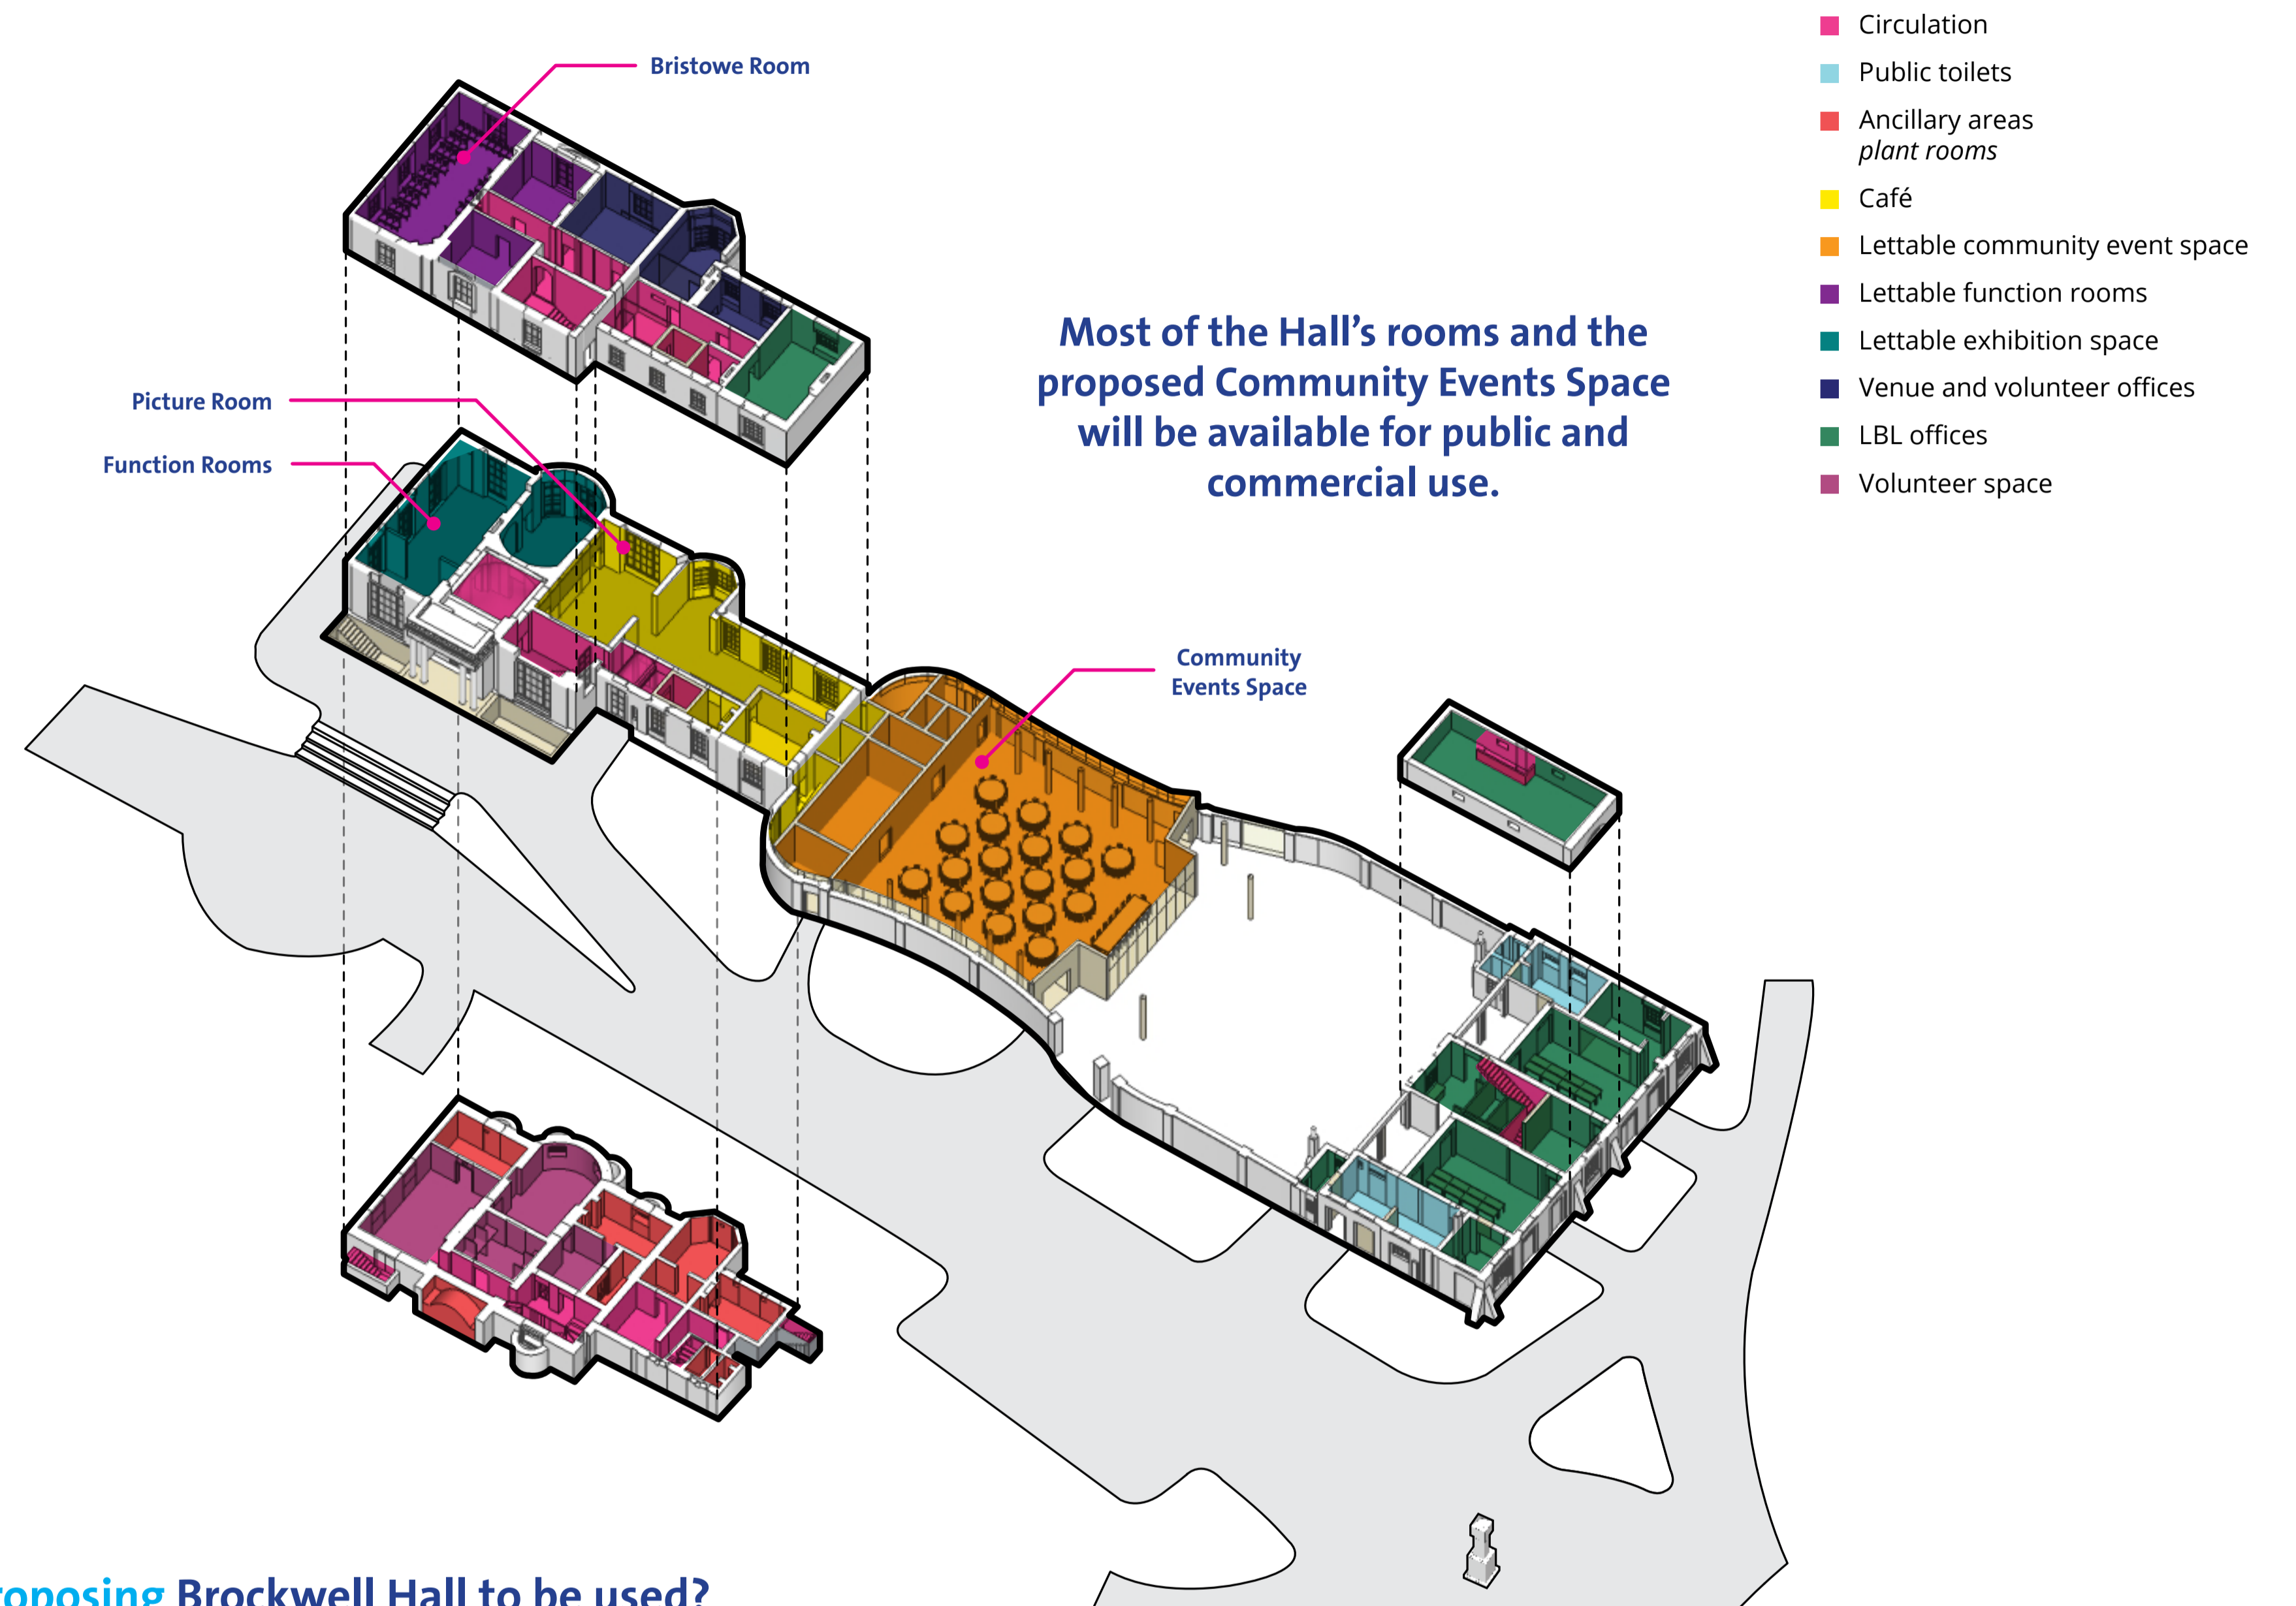 Circulation
Public toilets
Ancillary areas
plant rooms
Café
Lettable community event space
Lettable function rooms
Lettable exhibition space
Venue and volunteer offices
LBL offices
Volunteer space
Bristowe Room
Most of the Hall’s rooms and the
proposed Community Events Space
will be available for public and
commercial use.
Picture Room
Function Rooms
Community
Events Space
Brockwell Hall to be used?